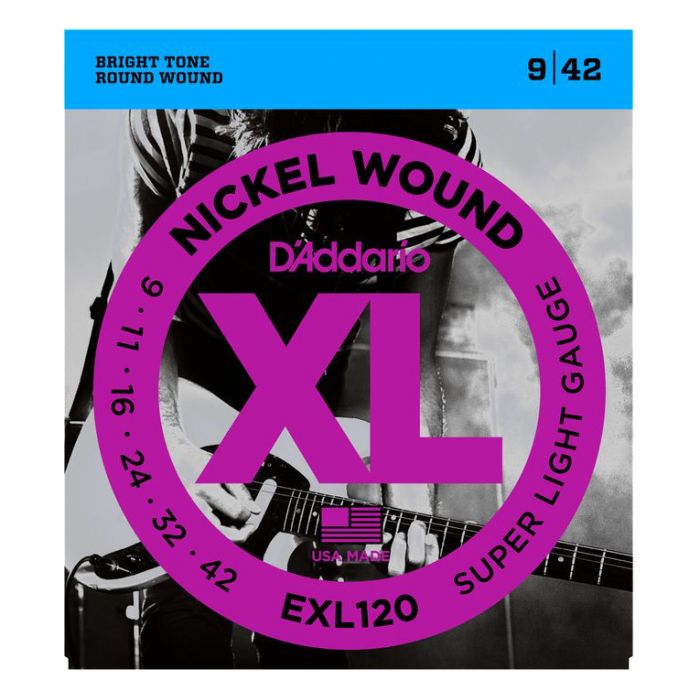 BRIGHT TONE
ROUND WOUND
9|42
NICKEL WOUND
D'Addario
XL
9 · 11 · 16 · 24 · 32 · 42
SUPER LIGHT GAUGE
USA MADE
EXL120